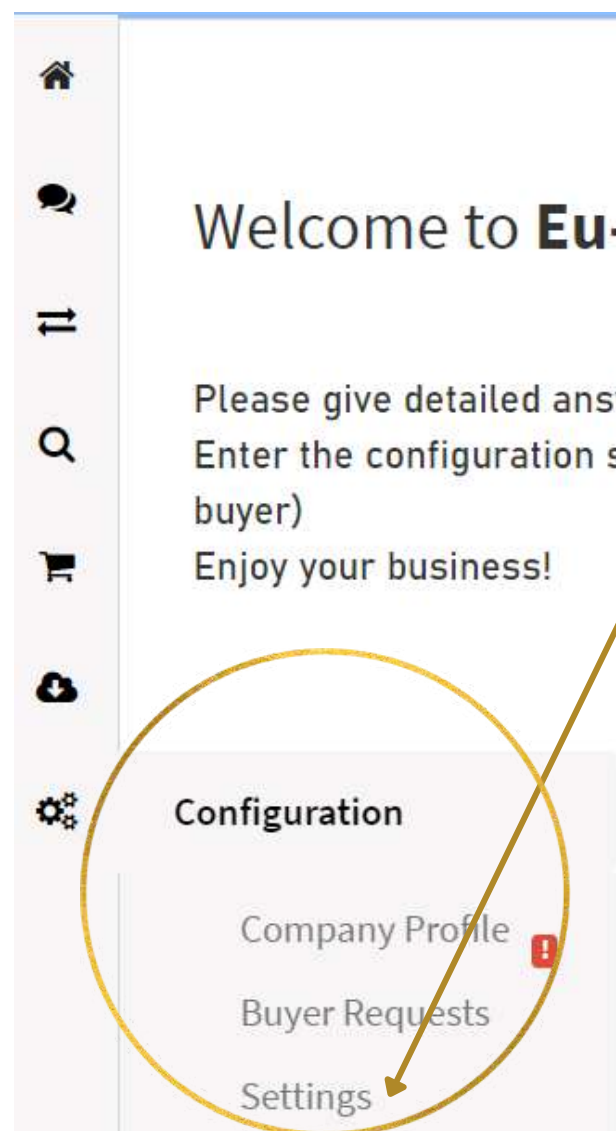 Welcome to Eu-
Please give detailed ans
Enter the configuration s
buyer)
Enjoy your business!
Configuration
Company Profile
Buyer Requests
Settings